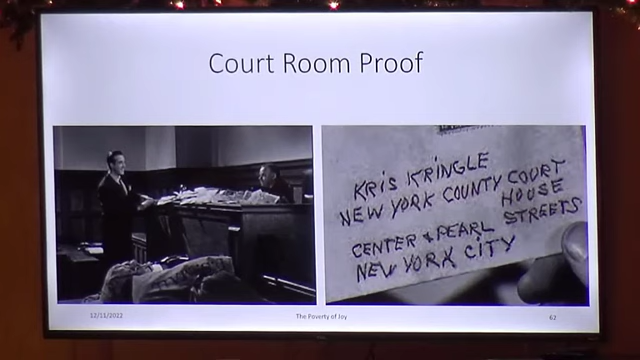 Court Room Proof
KRIS KRINGLE
NEW YORK COUNTY COURT
HOUSE
CENTER & PEARL STREETS
NEW YORK CITY
12/11/2022
The Poverty of Joy
62